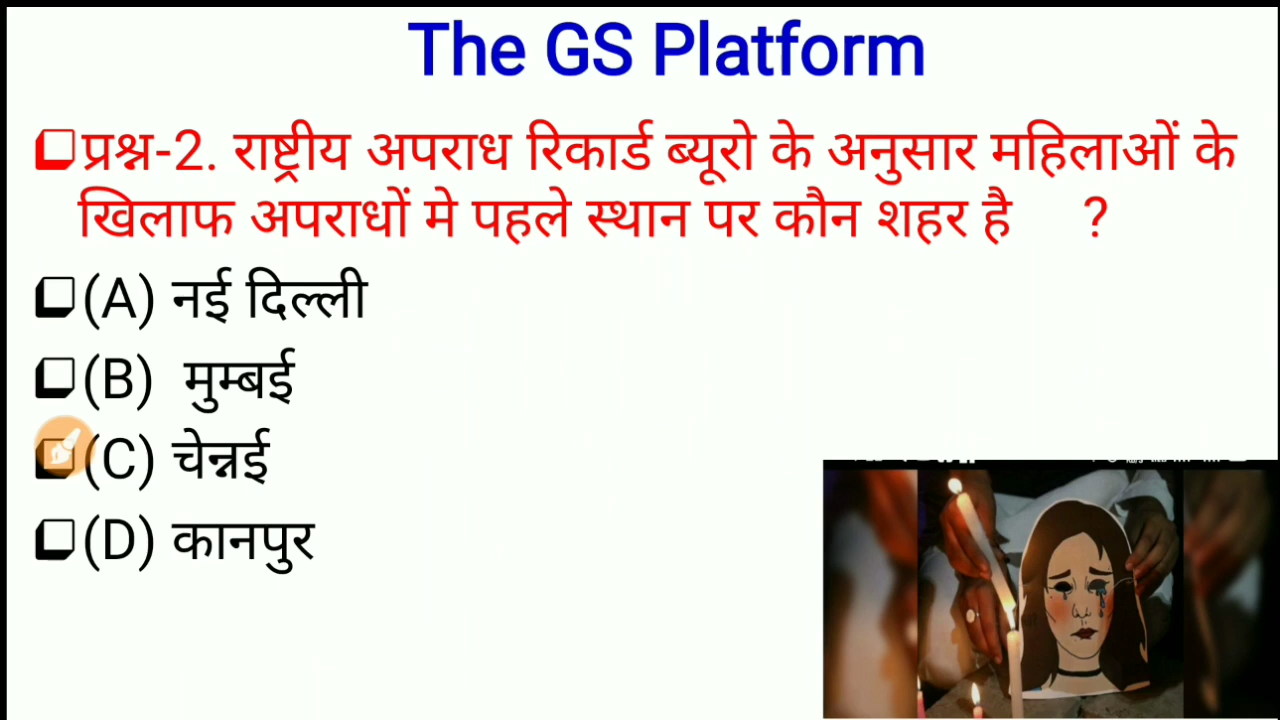 The GS Platform
प्रश्न-2. राष्ट्रीय अपराध रिकार्ड ब्यूरो के अनुसार महिलाओं के
खिलाफ अपराधों मे पहले स्थान पर कौन शहर है ?
(A) नई दिल्ली
(B) मुम्बई
(C) चेन्नई
(D) कानपुर